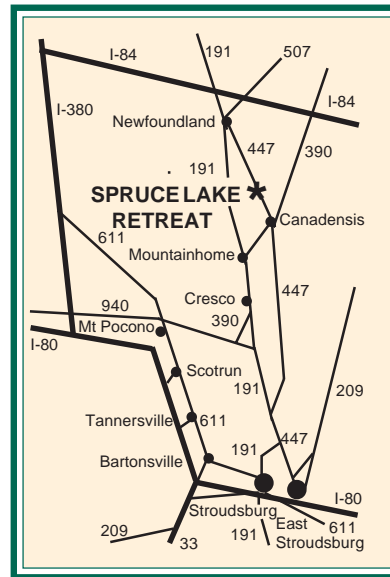 191
507
I-84
I-84
I-380
Newfoundland
447
390
191
SPRUCE LAKE *
RETREAT
Canadensis
611
Mountainhome
Cresco
447
940
390
Mt Pocono
I-80
Scotrun
191
209
Tannersville
611
191
447
Bartonsville
I-80
Stroudsburg
East
Stroudsburg
611
209
33
191